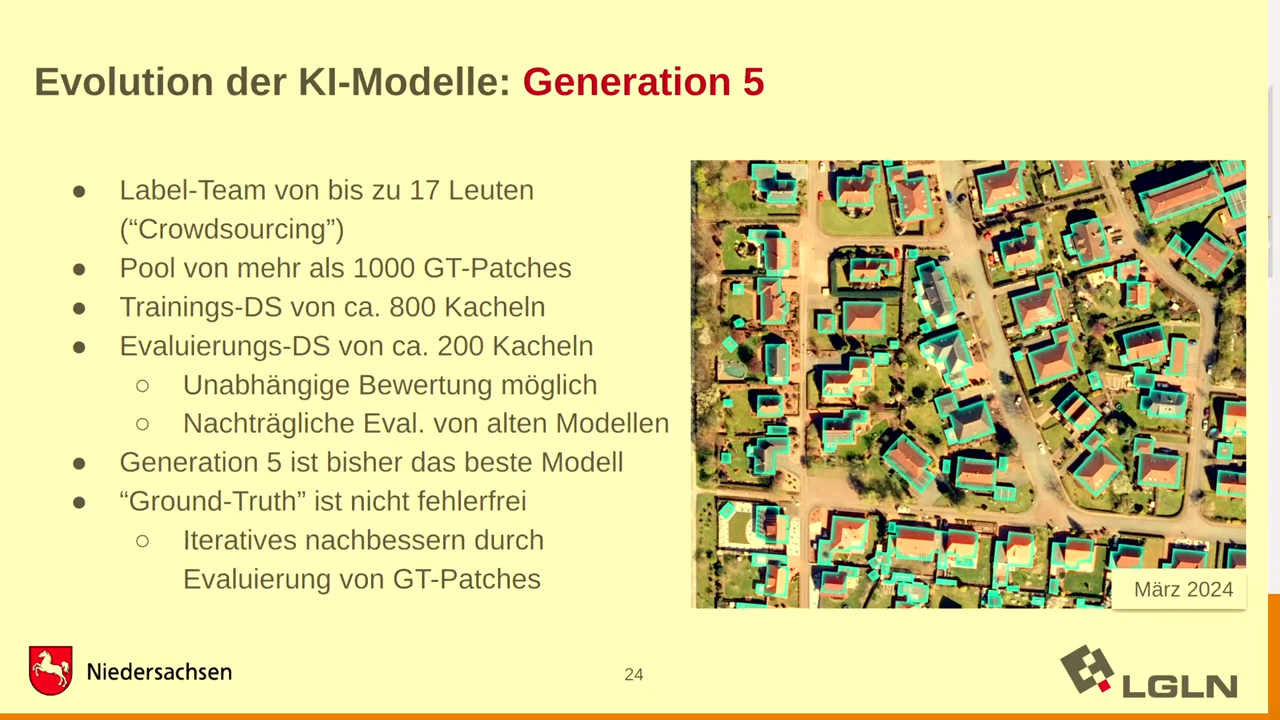 Evolution der KI-Modelle: Generation 5
● Label-Team von bis zu 17 Leuten
(“Crowdsourcing”)
● Pool von mehr als 1000 GT-Patches
● Trainings-DS von ca. 800 Kacheln
● Evaluierungs-DS von ca. 200 Kacheln
○ Unabhängige Bewertung möglich
○ Nachträgliche Eval. von alten Modellen
● Generation 5 ist bisher das beste Modell
● “Ground-Truth” ist nicht fehlerfrei
○ Iteratives nachbessern durch
Evaluierung von GT-Patches
März 2024
Niedersachsen
24
LGLN